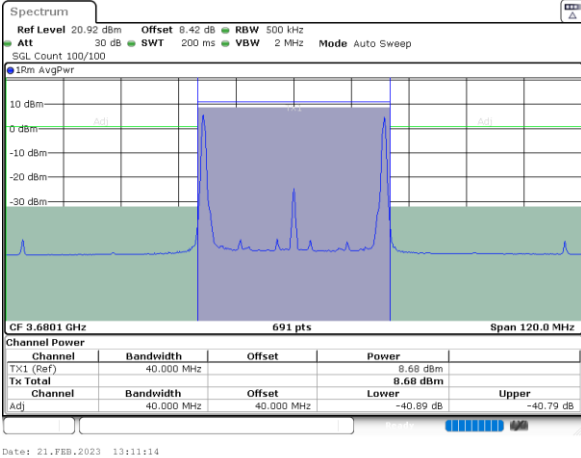 Spectrum
Ref Level 20.92 dBm Offset 8.42 dB RBW 500 kHz
Att 30 dB SWT 200 ms VBW 2 MHz Mode Auto Sweep
SGL Count 100/100
1Rm AvgPwr
10 dBm
Adj Adj
0 dBm
-10 dBm
-20 dBm
-30 dBm
CF 3.6801 GHz 691 pts Span 120.0 MHz
Channel Power
Channel Bandwidth Offset Power
TX1 (Ref) 40.000 MHz 8.68 dBm
Tx Total 8.68 dBm
Channel Bandwidth Offset Lower Upper
Adj 40.000 MHz 40.000 MHz -40.89 dB -40.79 dB
Ready
Date: 21.FEB.2023 13:11:14